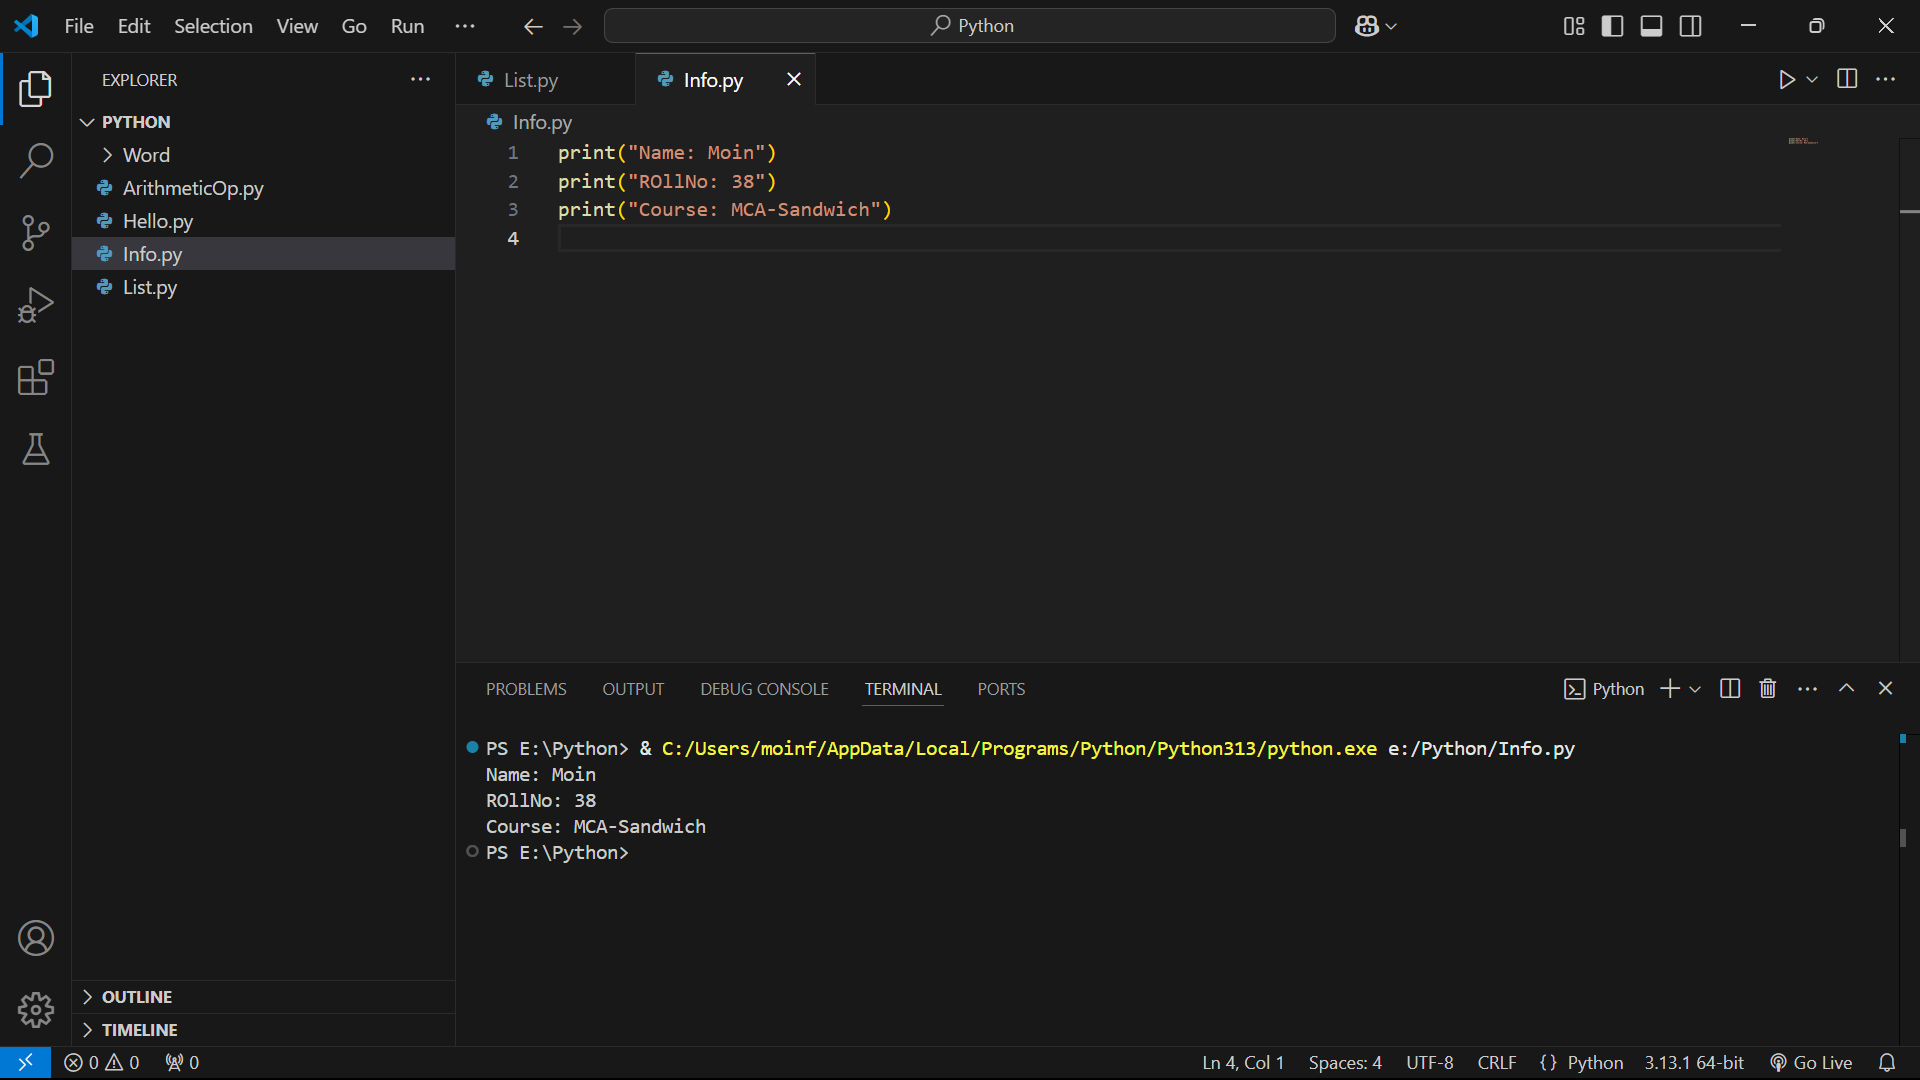 File Edit Selection View Go Run ··· Python
EXPLORER ···
PYTHON
Word
ArithmeticOp.py
Hello.py
Info.py
List.py
OUTLINE
TIMELINE
List.py Info.py
Info.py
1 print("Name: Moin")
2 print("ROllNo: 38")
3 print("Course: MCA-Sandwich")
4
PROBLEMS OUTPUT DEBUG CONSOLE TERMINAL PORTS Python
PS E:\Python> & C:/Users/moinf/AppData/Local/Programs/Python/Python313/python.exe e:/Python/Info.py
Name: Moin
ROllNo: 38
Course: MCA-Sandwich
PS E:\Python>
0 0 0 Ln 4, Col 1 Spaces: 4 UTF-8 CRLF {} Python 3.13.1 64-bit Go Live